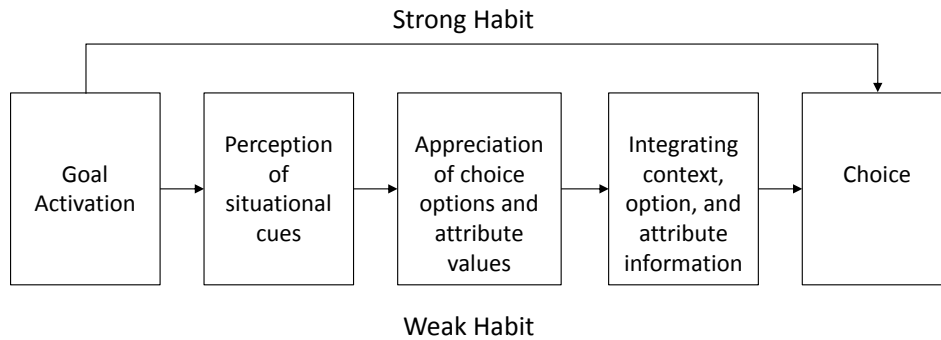 Strong Habit
Goal
Activation
Perception
of
situational
cues
Appreciation
of choice
options and
attribute
values
Integrating
context,
option, and
attribute
information
Choice
Weak Habit